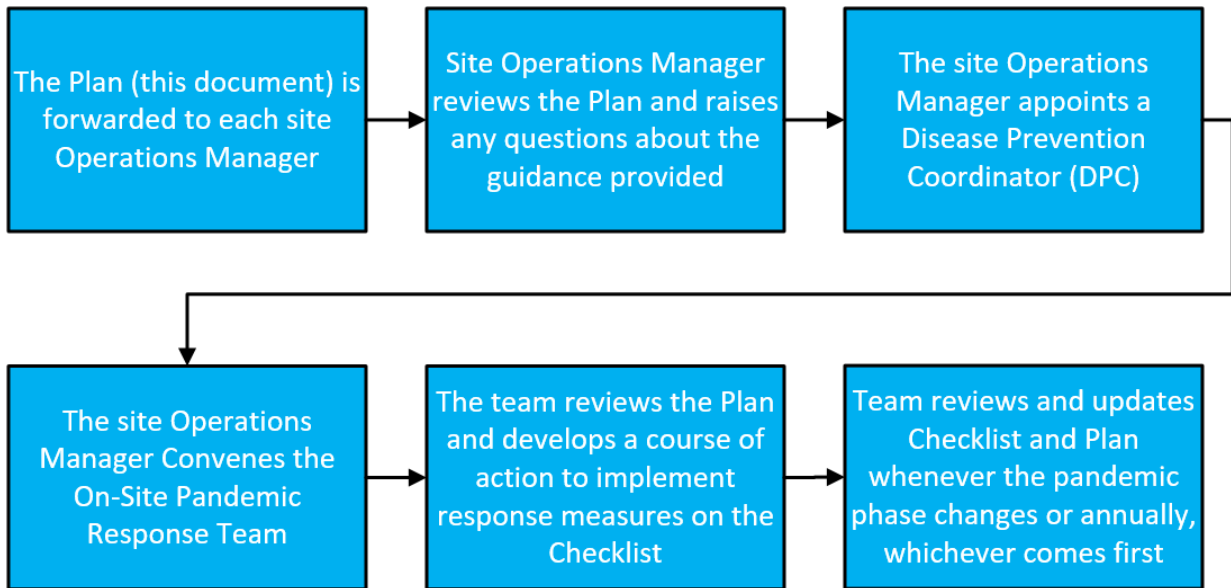 The Plan (this document) is
forwarded to each site
Operations Manager
Site Operations Manager
reviews the Plan and raises
any questions about the
guidance provided
The site Operations
Manager appoints a
Disease Prevention
Coordinator (DPC)
The site Operations
Manager Convenes the
On-Site Pandemic
Response Team
The team reviews the Plan
and develops a course of
action to implement
response measures on the
Checklist
Team reviews and updates
Checklist and Plan
whenever the pandemic
phase changes or annually,
whichever comes first